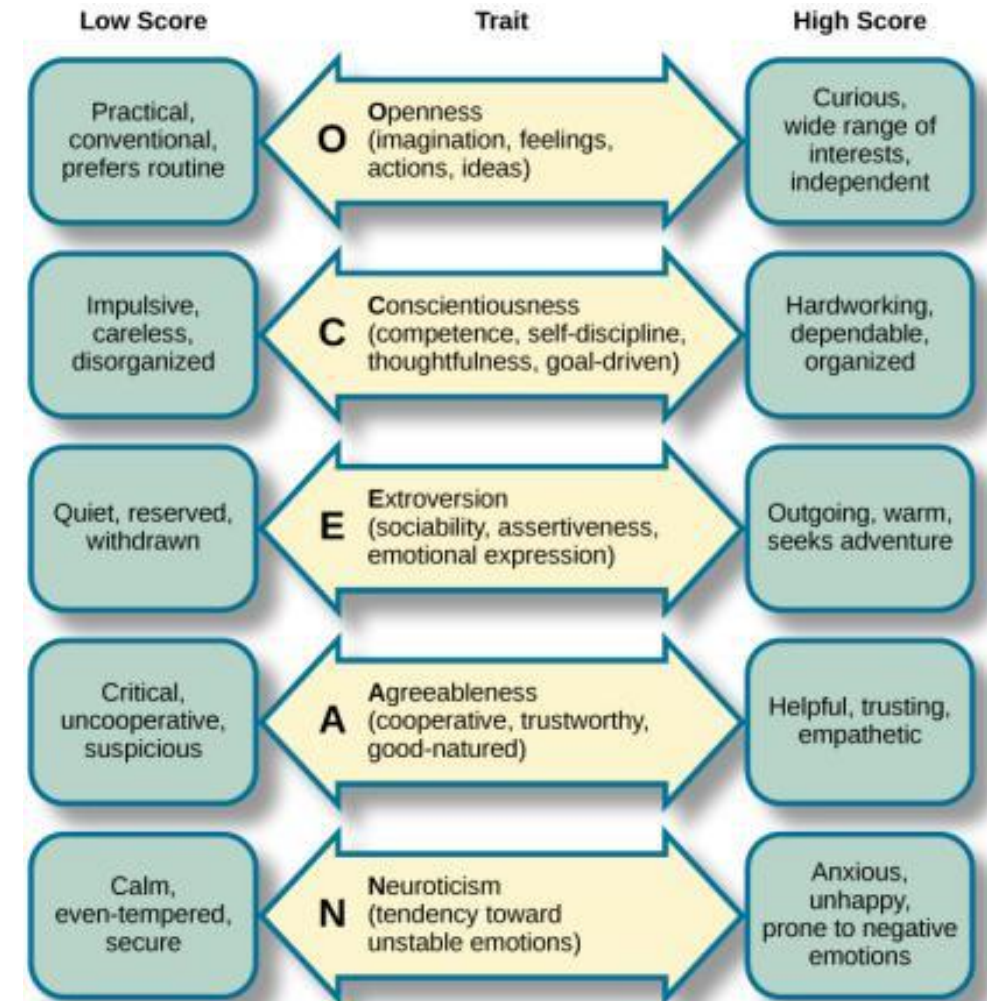 Low Score
Trait
High Score
Practical,
conventional,
prefers routine
O
Openness
(imagination, feelings,
actions, ideas)
Curious,
wide range of
interests,
independent
Impulsive,
careless,
disorganized
C
Conscientiousness
(competence, self-discipline,
thoughtfulness, goal-driven)
Hardworking,
dependable,
organized
Quiet, reserved,
withdrawn
E
Extroversion
(sociability, assertiveness,
emotional expression)
Outgoing, warm,
seeks adventure
Critical,
uncooperative,
suspicious
A
Agreeableness
(cooperative, trustworthy,
good-natured)
Helpful, trusting,
empathetic
Calm,
even-tempered,
secure
N
Neuroticism
(tendency toward
unstable emotions)
Anxious,
unhappy,
prone to negative
emotions